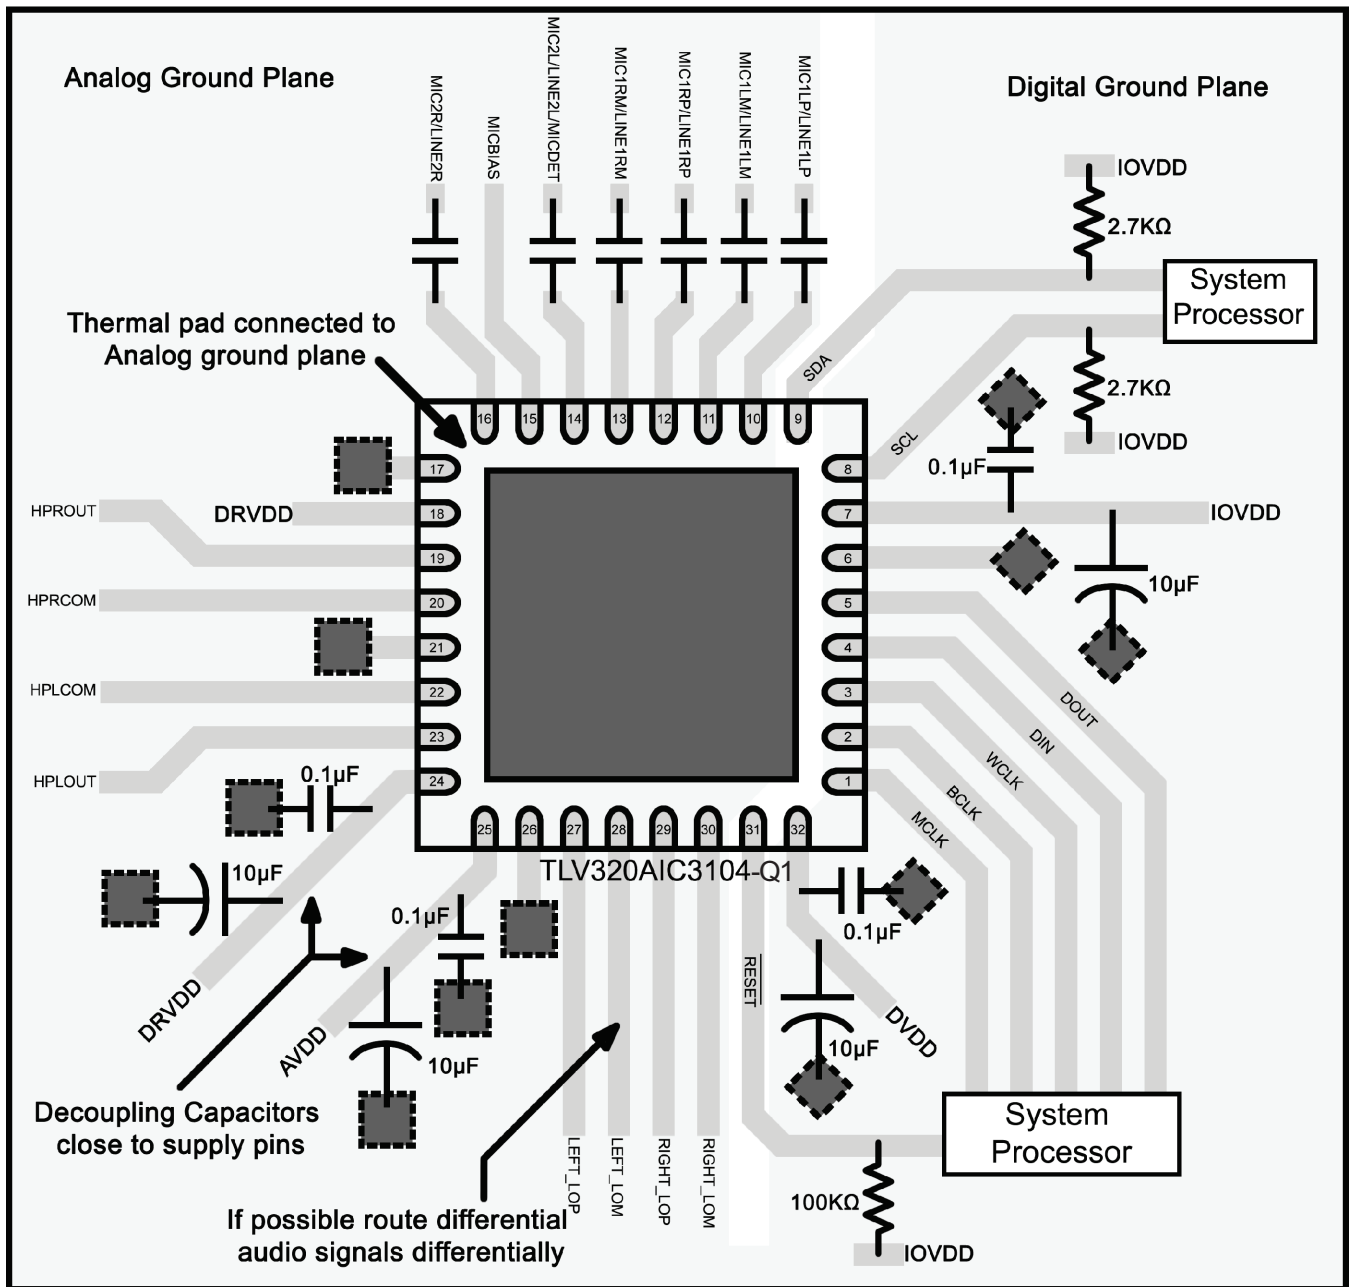 Analog Ground Plane
Digital Ground Plane
MIC2R/LINE2R
MICBIAS
MIC2L/LINE2L/MICDET
MIC1RM/LINE1RM
MIC1RP/LINE1RP
MIC1LM/LINE1LM
MIC1LP/LINE1LP
IOVDD
2.7KΩ
System
Processor
2.7KΩ
IOVDD
Thermal pad connected to
Analog ground plane
SDA
SCL
16
15
14
13
12
11
10
9
17
18
19
20
21
22
23
24
8
7
6
5
4
3
2
1
25
26
27
28
29
30
31
32
HPROUT
DRVDD
HPRCOM
HPLCOM
HPLOUT
0.1µF
IOVDD
10µF
DOUT
DIN
WCLK
BCLK
MCLK
0.1µF
10µF
DRVDD
TLV320AIC3104-Q1
0.1µF
AVDD
10µF
0.1µF
10µF
DVDD
RESET
Decoupling Capacitors
close to supply pins
LEFT_LOP
LEFT_LOM
RIGHT_LOP
RIGHT_LOM
If possible route differential
audio signals differentially
System
Processor
100KΩ
IOVDD